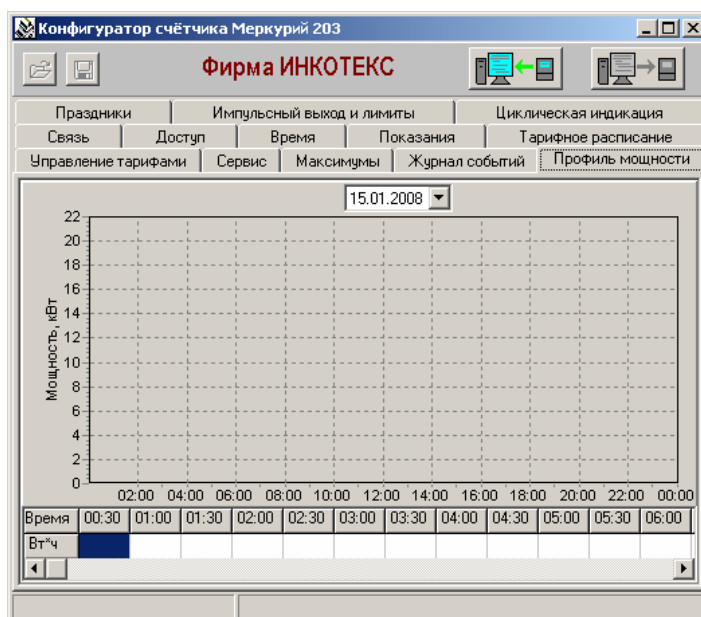 Конфигуратор счётчика Меркурий 203
Фирма ИНКОТЕКС
Праздники Импульсный выход и лимиты Циклическая индикация
Связь Доступ Время Показания Тарифное расписание
Управление тарифами Сервис Максимумы Журнал событий Профиль мощности
15.01.2008
Мощность, кВт
22
20
18
16
14
12
10
8
6
4
2
0
02:00 04:00 06:00 08:00 10:00 12:00 14:00 16:00 18:00 20:00 22:00 00:00
Время 00:30 01:00 01:30 02:00 02:30 03:00 03:30 04:00 04:30 05:00 05:30 06:00
Вт*ч